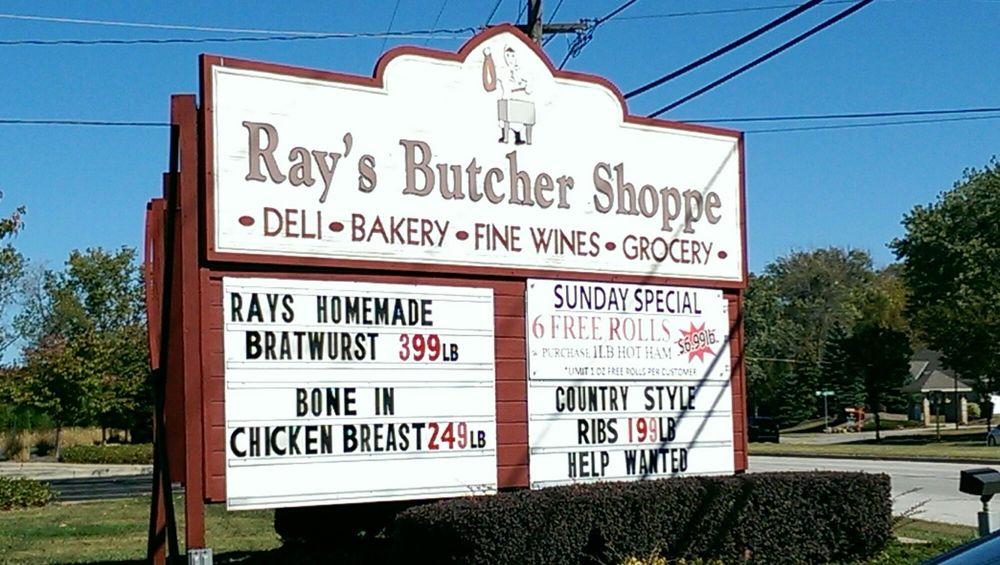 Ray's Butcher Shoppe
• DELI • BAKERY • FINE WINES • GROCERY •
RAYS HOMEMADE
BRATWURST 399LB
BONE IN
CHICKEN BREAST 249LB
SUNDAY SPECIAL
6 FREE ROLLS
w PURCHASE 1LB HOT HAM
$6.99lb.
*LIMIT 1 DZ FREE ROLLS PER CUSTOMER
COUNTRY STYLE
RIBS 199LB
HELP WANTED